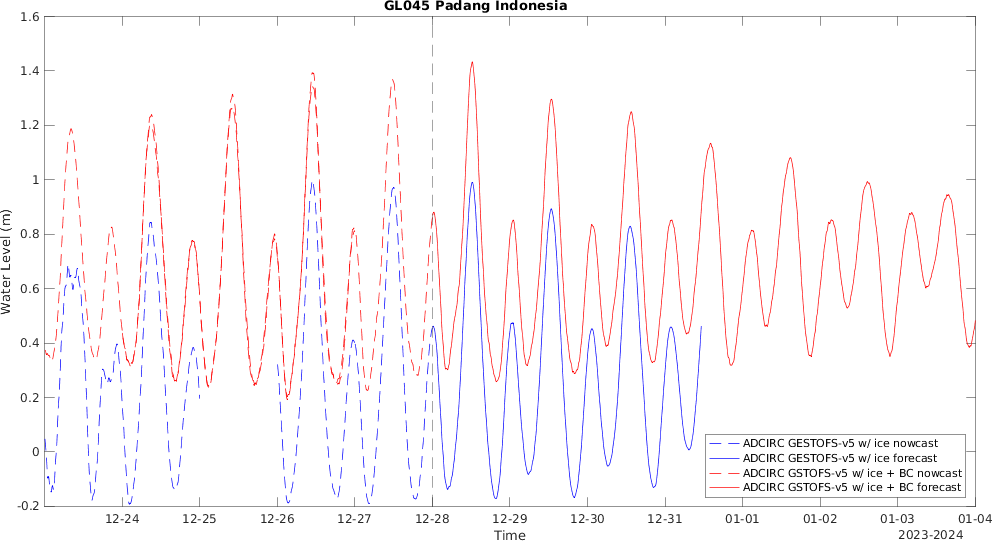 GL045 Padang Indonesia
1.6
1.4
1.2
1
0.8
0.6
0.4
0.2
0
-0.2
Water Level (m)
ADCIRC GESTOFS-v5 w/ ice nowcast
ADCIRC GESTOFS-v5 w/ ice forecast
ADCIRC GSTOFS-v5 w/ ice + BC nowcast
ADCIRC GSTOFS-v5 w/ ice + BC forecast
12-24 12-25 12-26 12-27 12-28 12-29 12-30 12-31 01-01 01-02 01-03 01-04
Time
2023-2024